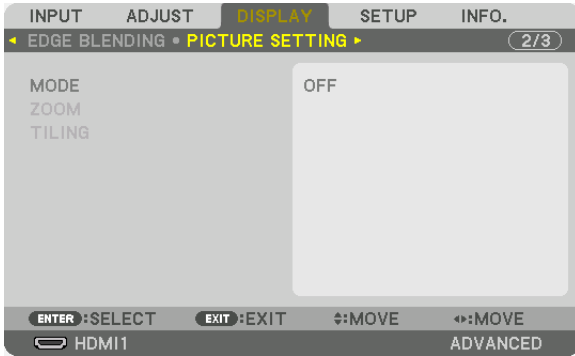 INPUT ADJUST DISPLAY SETUP INFO.
EDGE BLENDING • PICTURE SETTING 2/3
MODE OFF
ZOOM
TILING
ENTER :SELECT EXIT :EXIT :MOVE :MOVE
HDMI1 ADVANCED